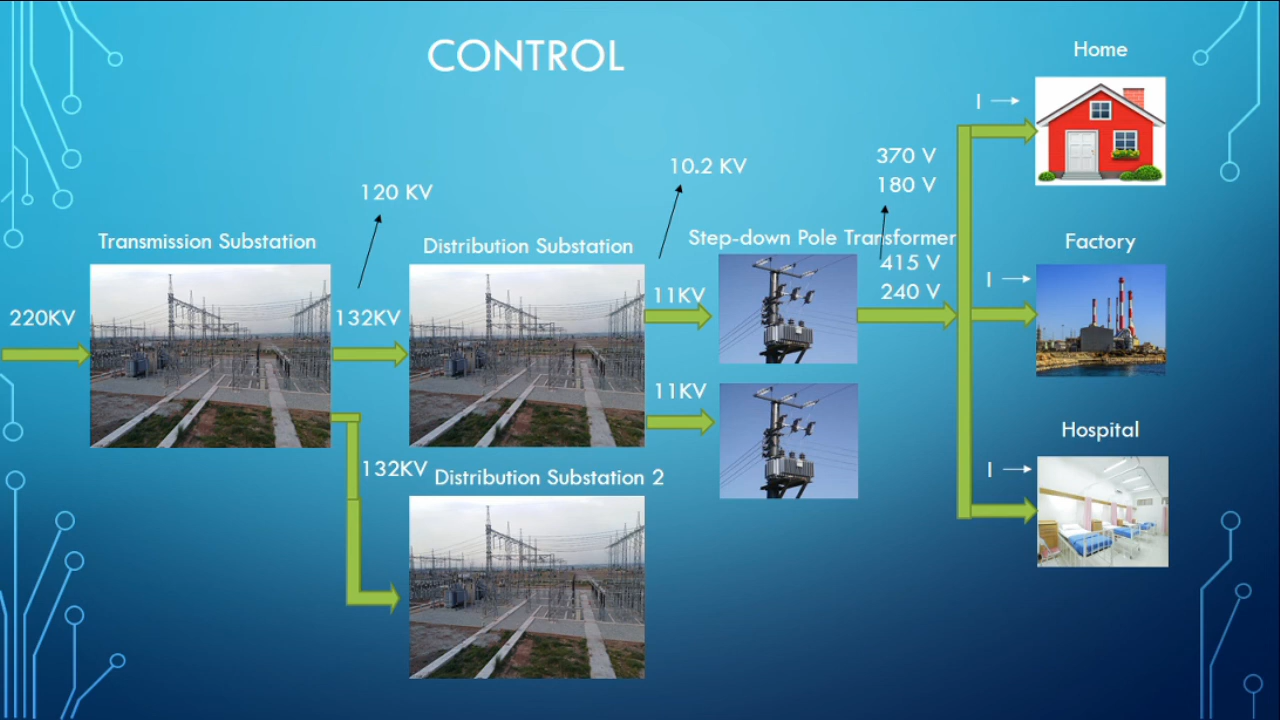 CONTROL
Home
I
370 V
180 V
10.2 KV
120 KV
Transmission Substation
Distribution Substation
Step-down Pole Transformer
415 V
240 V
Factory
I
220KV
132KV
11KV
11KV
Hospital
I
132KV
Distribution Substation 2